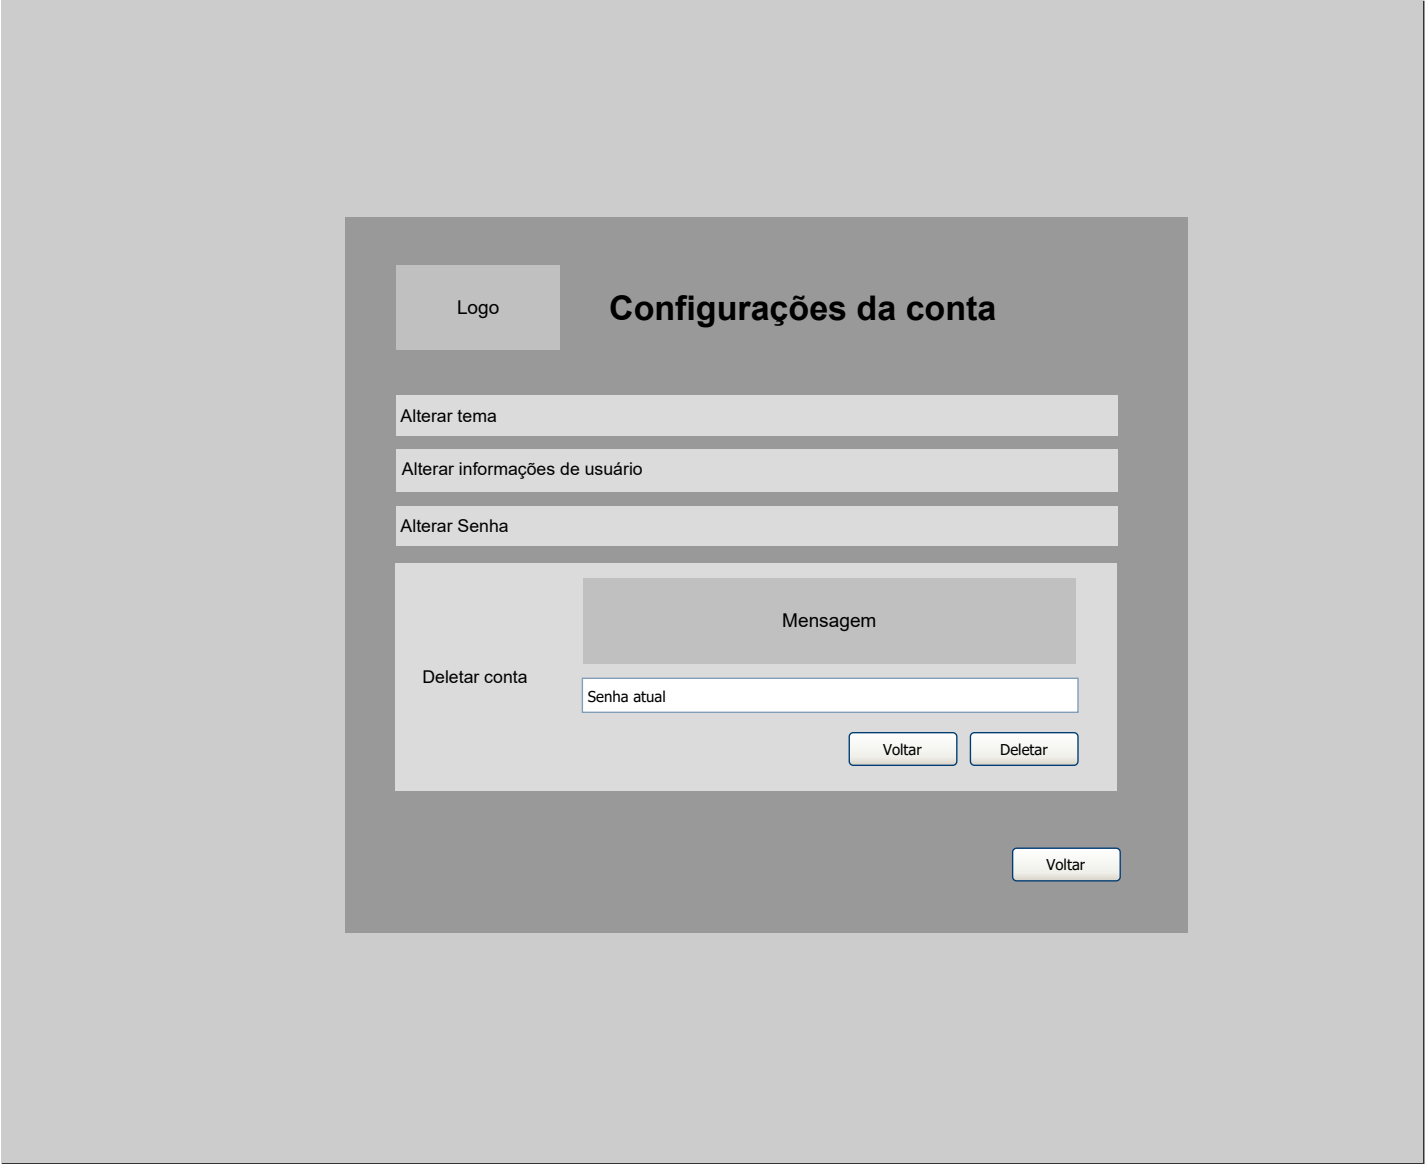 Logo
Configurações da conta
Alterar tema
Alterar informações de usuário
Alterar Senha
Mensagem
Deletar conta
Senha atual
Voltar
Deletar
Voltar